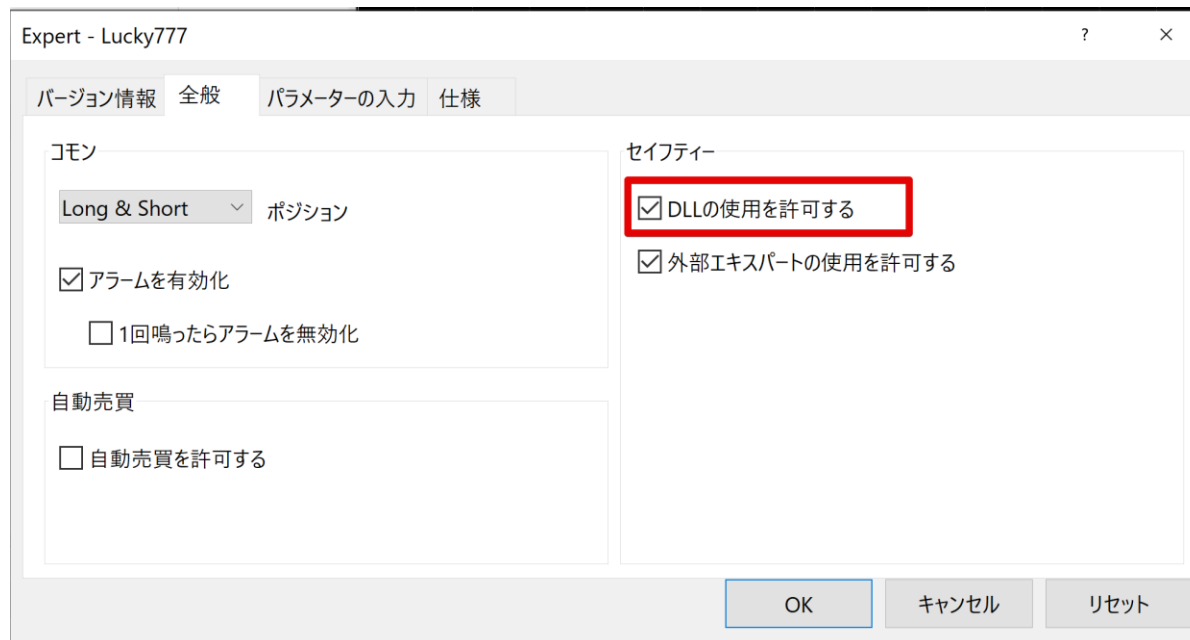 Expert - Lucky777
?
×
バージョン情報 全般 パラメーターの入力 仕様
コモン
Long & Short ポジション
アラームを有効化
1回鳴ったらアラームを無効化
自動売買
自動売買を許可する
セイフティー
DLLの使用を許可する
外部エキスパートの使用を許可する
OK キャンセル リセット